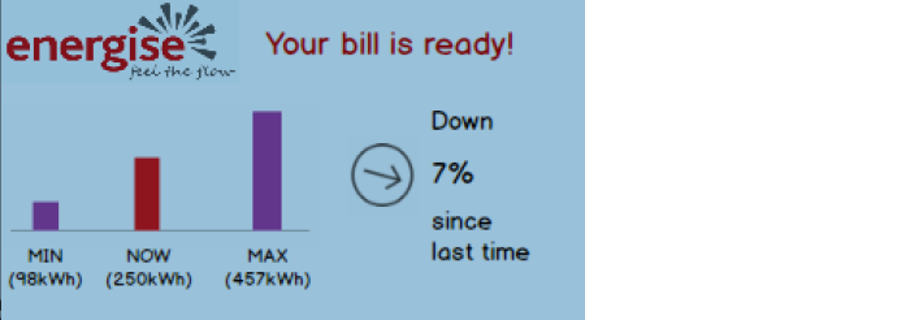 energise
feel the flow
Your bill is ready!
Down
7%
since
last time
MIN
(98kWh)
NOW
(250kWh)
MAX
(457kWh)